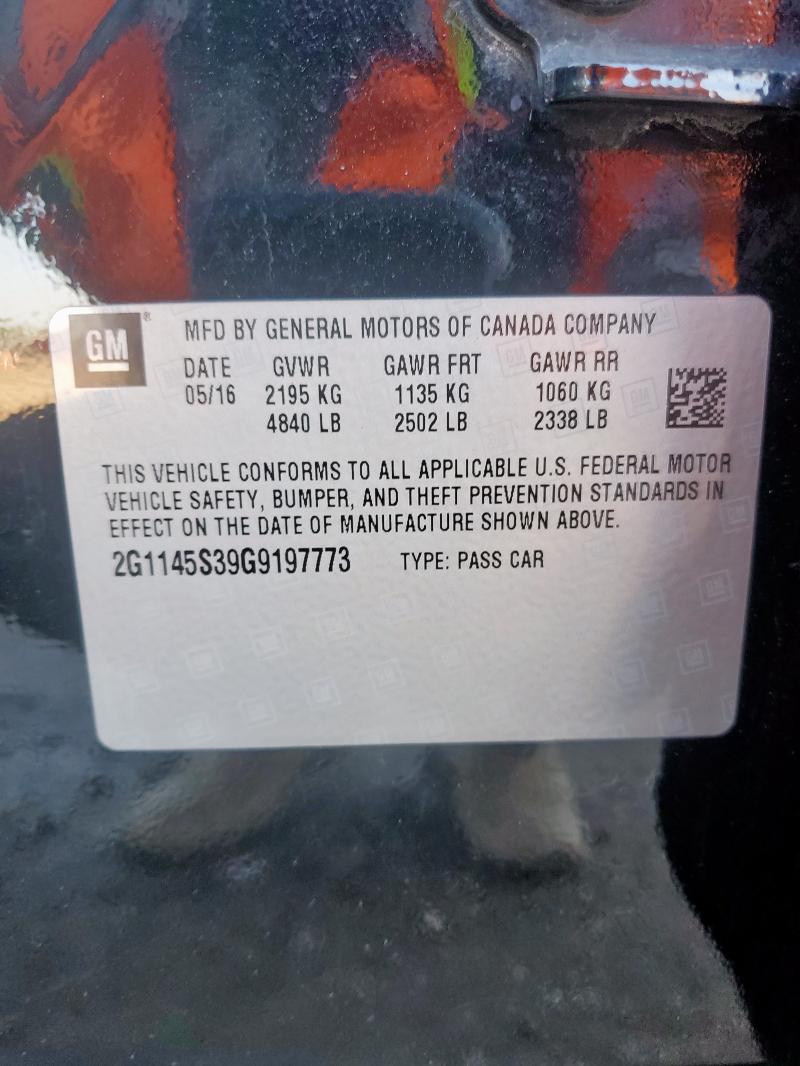 GM ® MFD BY GENERAL MOTORS OF CANADA COMPANY
DATE GVWR GAWR FRT GAWR RR
05/16 2195 KG 1135 KG 1060 KG
4840 LB 2502 LB 2338 LB
THIS VEHICLE CONFORMS TO ALL APPLICABLE U.S. FEDERAL MOTOR
VEHICLE SAFETY, BUMPER, AND THEFT PREVENTION STANDARDS IN
EFFECT ON THE DATE OF MANUFACTURE SHOWN ABOVE.
2G1145S39G9197773 TYPE: PASS CAR